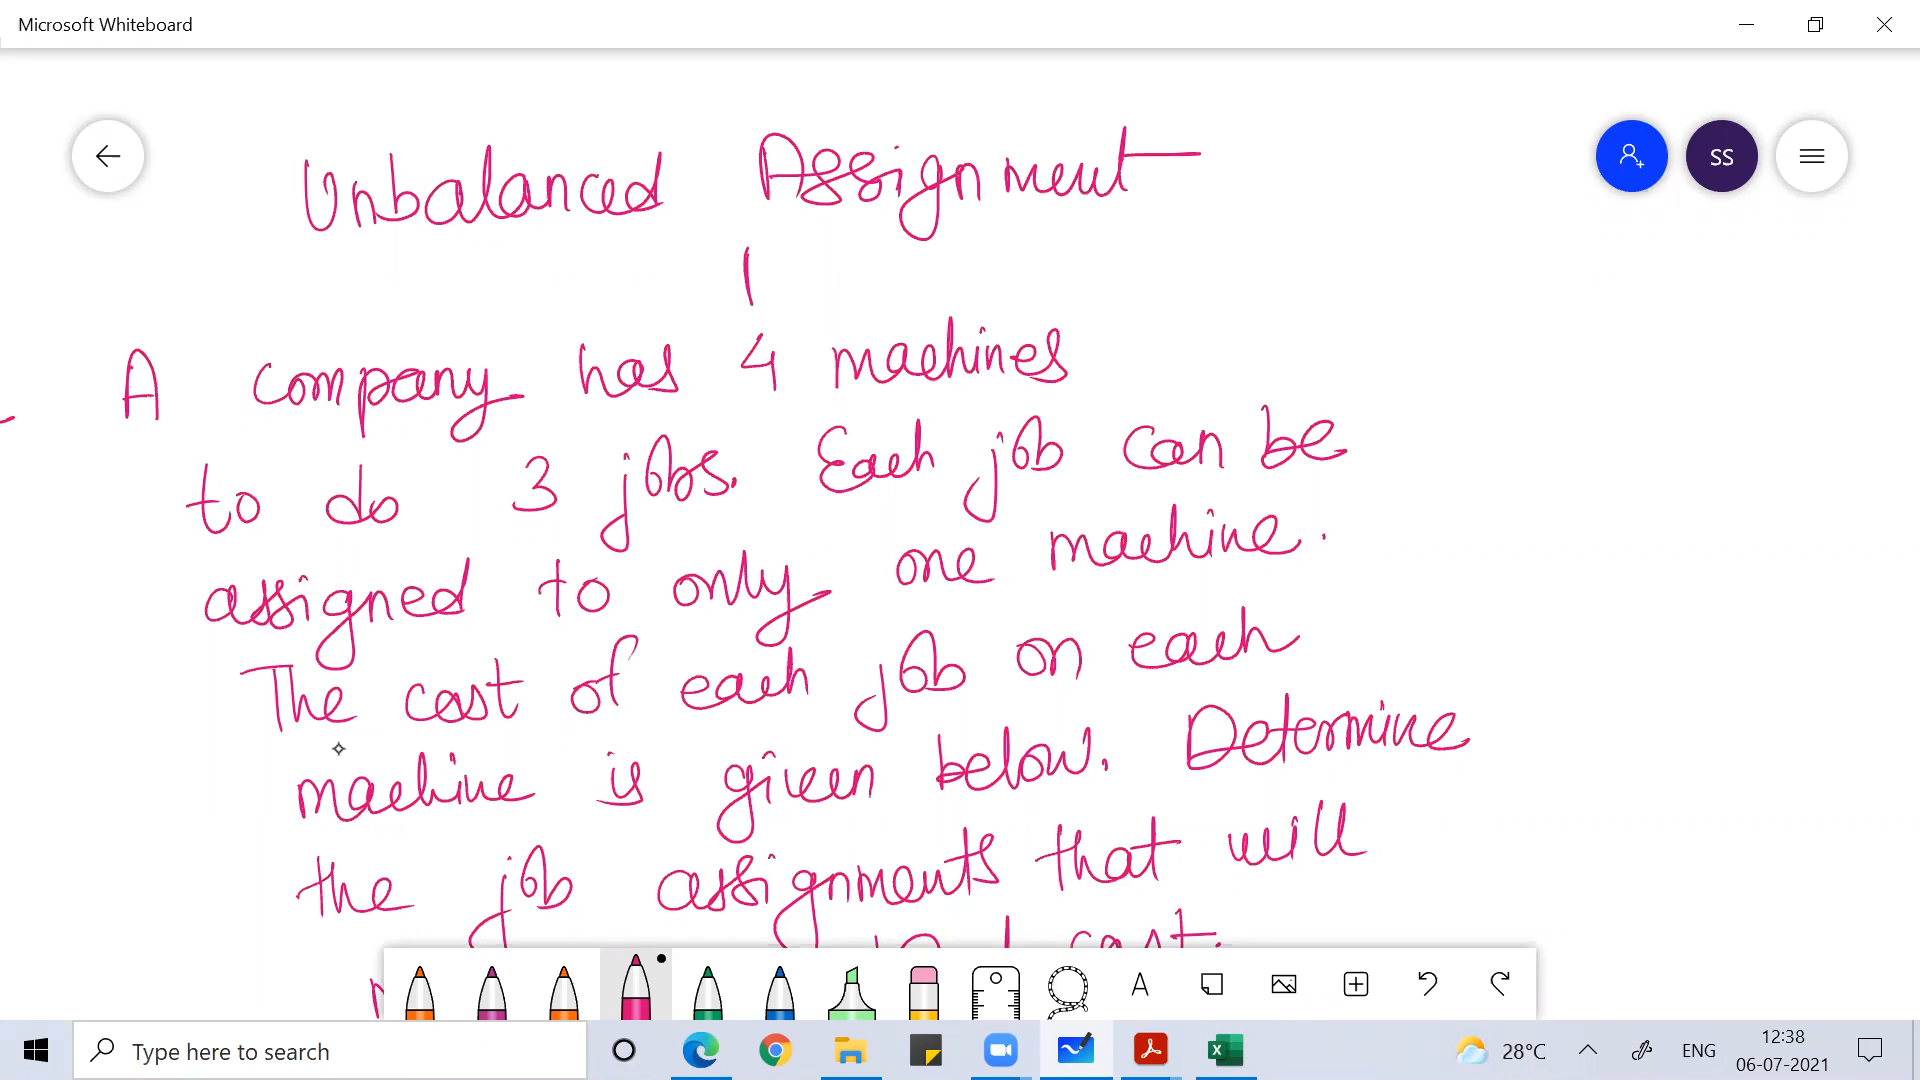 Microsoft Whiteboard
SS
Unbalanced Assignment
A company has 4 machines
to do 3 jobs. Each job can be
assigned to only one machine.
The cost of each job on each
machine is given below. Determine
the job assignments that will
cost.
A
Type here to search
28°C
ENG
12:38
06-07-2021